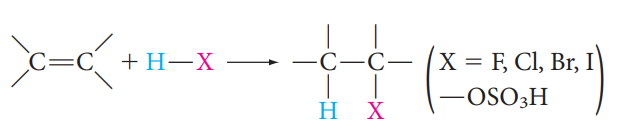 C=C + H—X ⟶ —C—C— (X = F, Cl, Br, I
H X —OSO₃H)